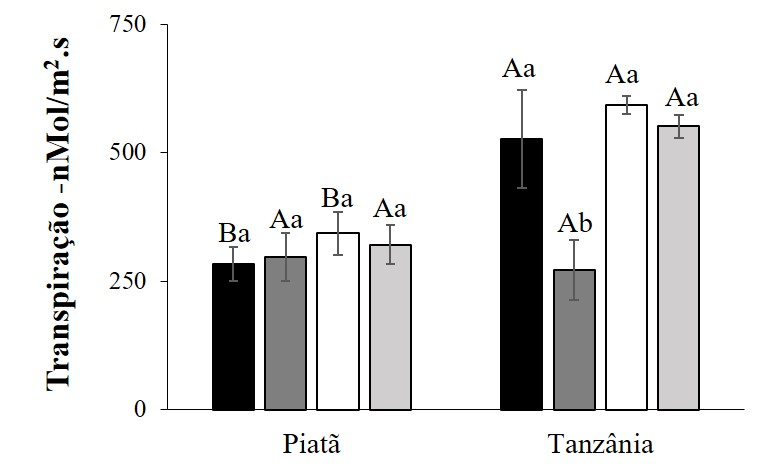 Transpiração -nMol/m².s
750
500
250
0
Ba
Aa
Ba
Aa
Aa
Ab
Aa
Aa
Piatã
Tanzânia